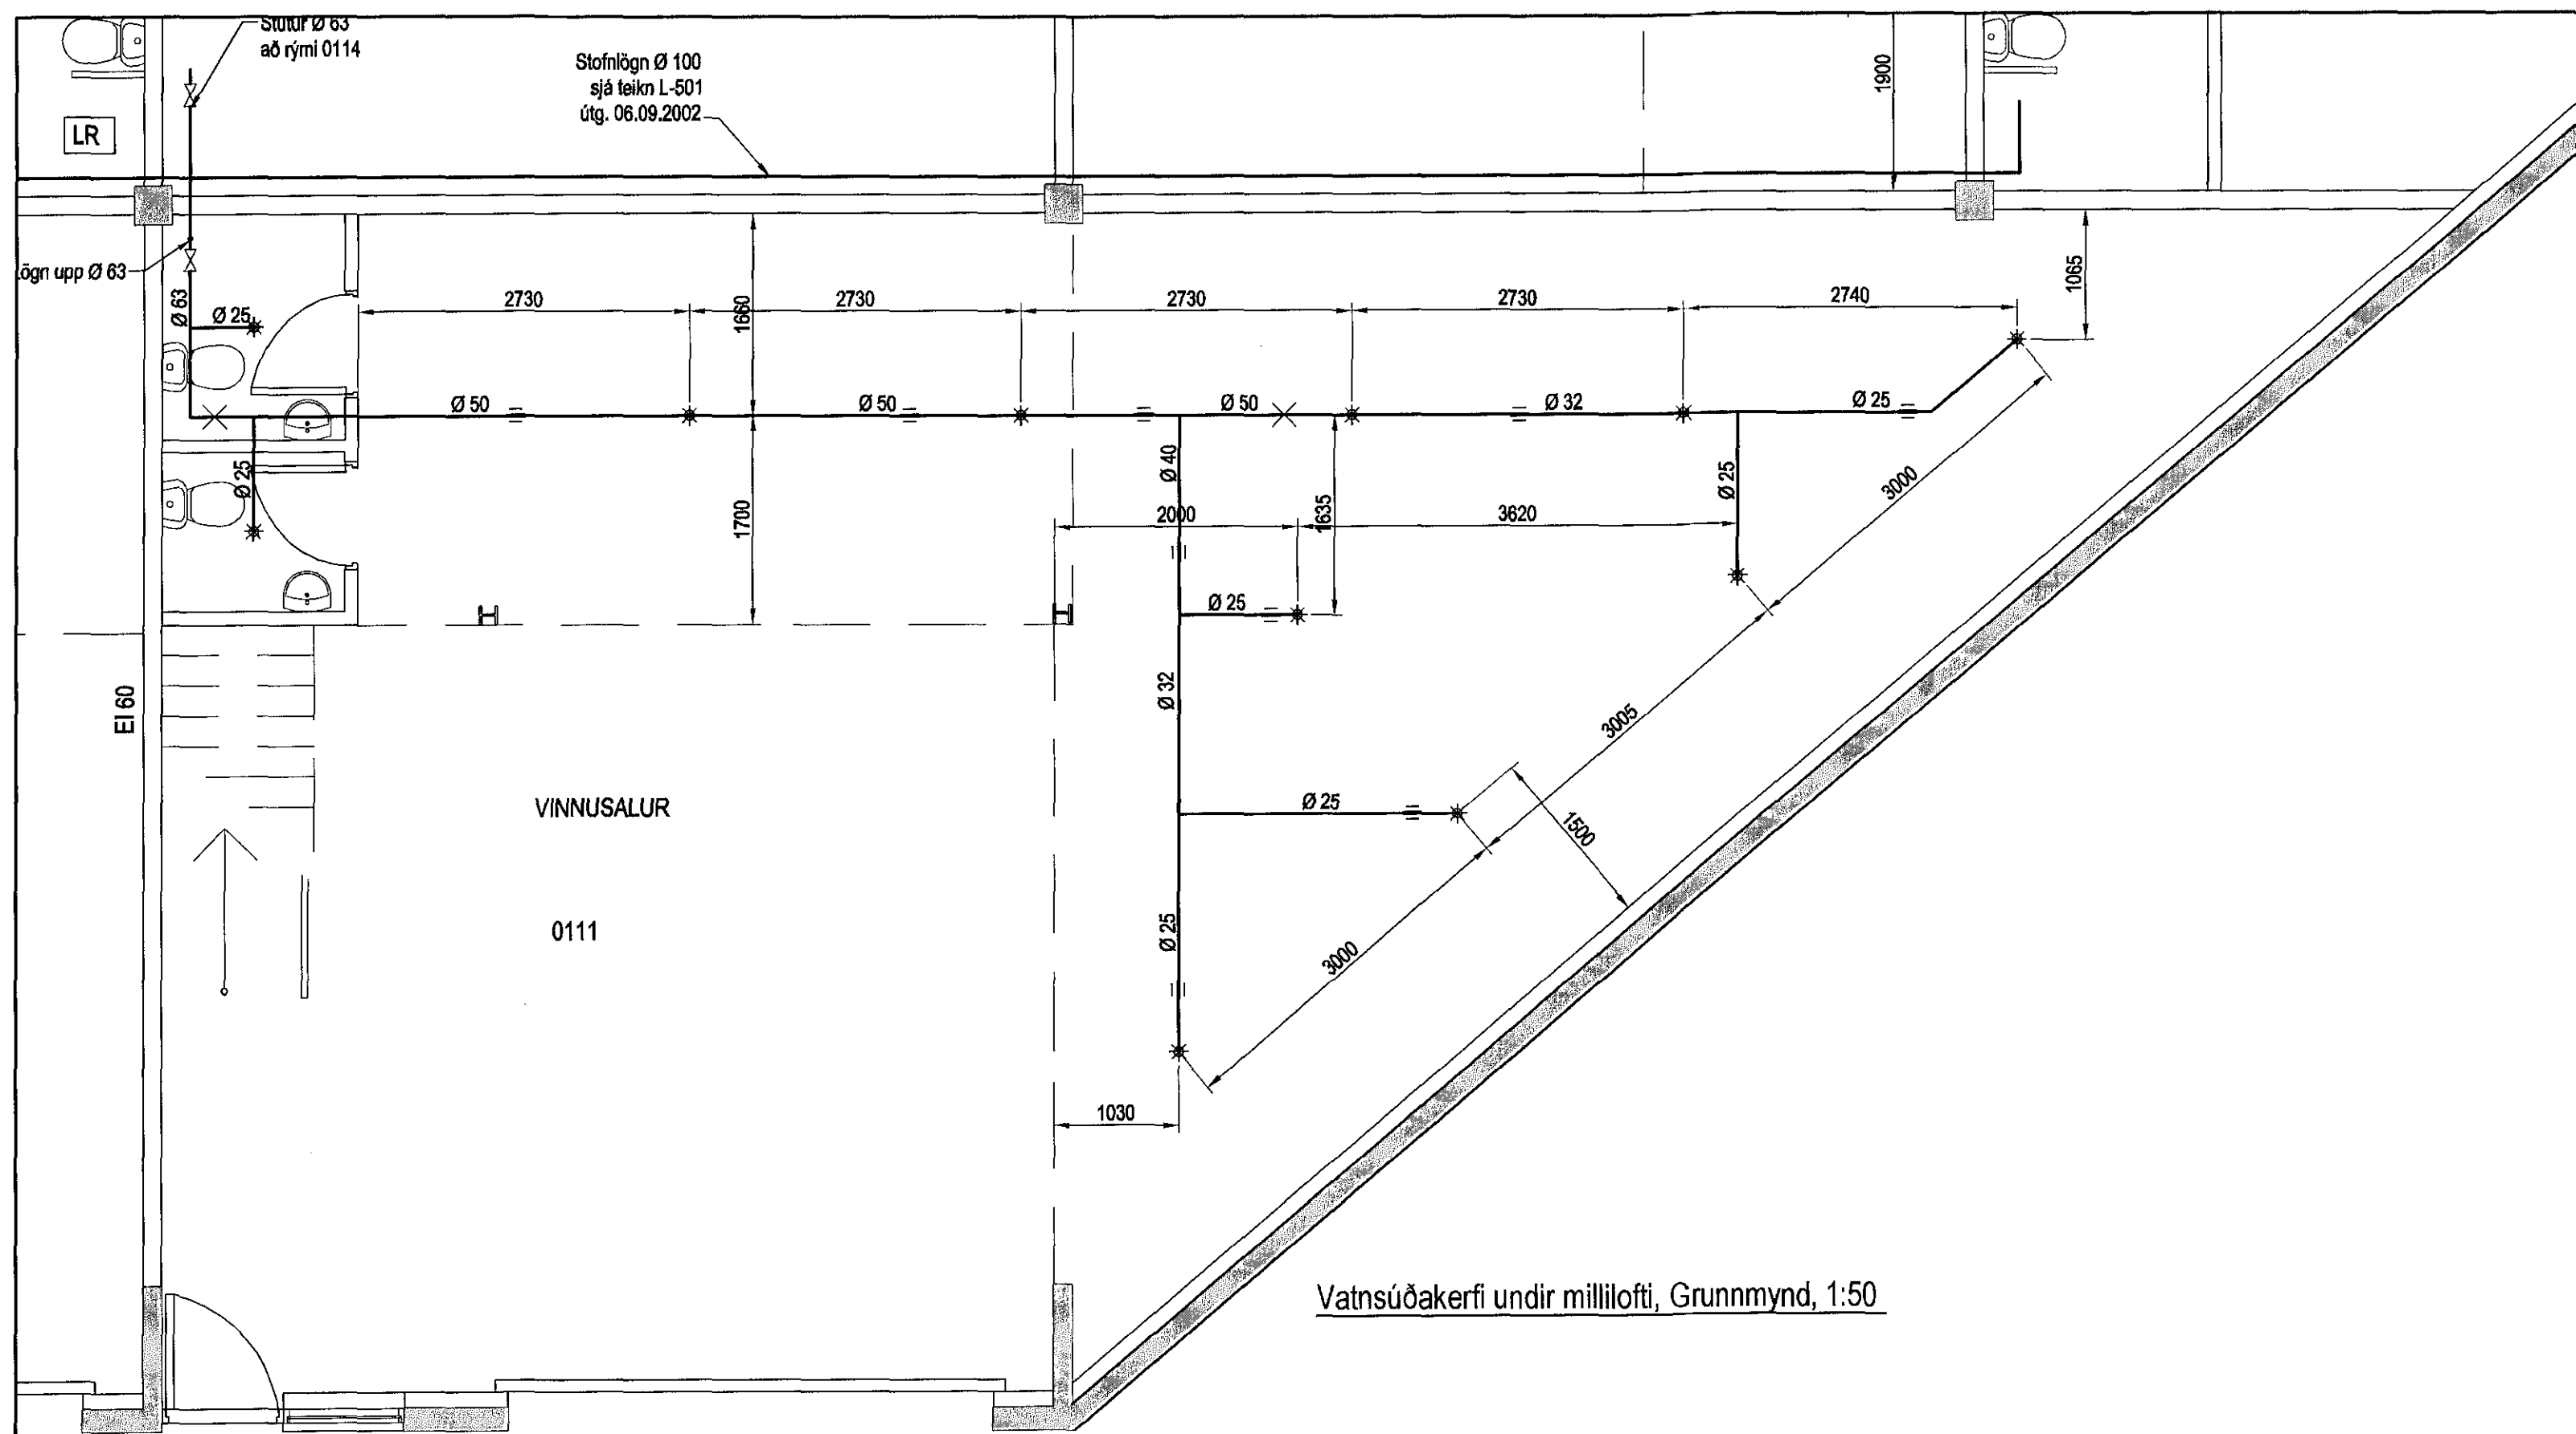 Stútur Ø 63
að rými 0114
Stofnlögn Ø 100
sjá teikn L-501
útg. 06.09.2002
1900
LR
ögn upp Ø 63
Ø 63
Ø 25
2730
2730
2730
2730
2740
1065
1660
Ø 50
Ø 50
Ø 50
Ø 32
Ø 25
Ø 25
1700
Ø 40
2000
1635
3620
Ø 25
3000
Ø 25
EI 60
Ø 32
3005
VINNUSALUR
Ø 25
1500
0111
Ø 25
3000
1030
Vatnsúðakerfi undir millilofti, Grunnmynd, 1:50